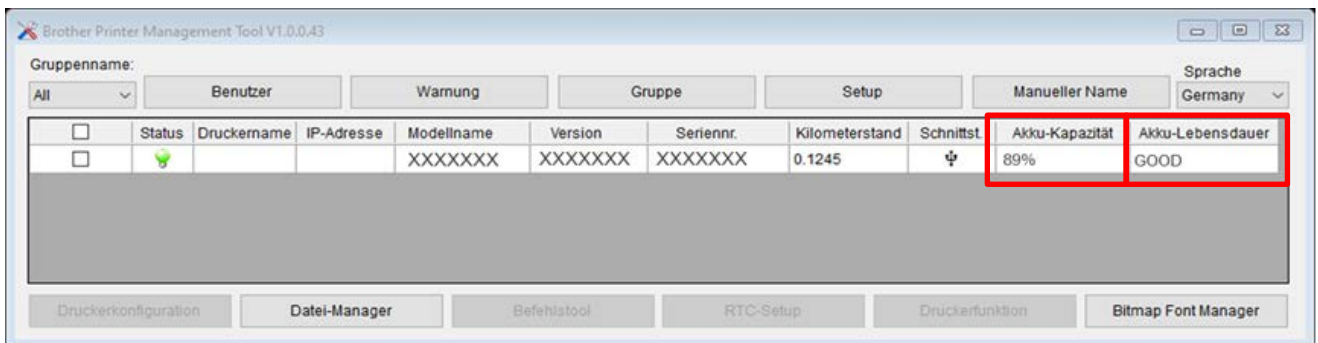 Brother Printer Management Tool V1.0.0.43
Gruppenname:
Sprache
All Benutzer Warnung Gruppe Setup Manueller Name Germany
Status Druckername IP-Adresse Modellname Version Seriennr. Kilometerstand Schnittst. Akku-Kapazität Akku-Lebensdauer
XXXXXXX XXXXXXX XXXXXXX 0.1245 89% GOOD
Druckerkonfiguration Datei-Manager Befehlstool RTC-Setup Druckerfunktion Bitmap Font Manager